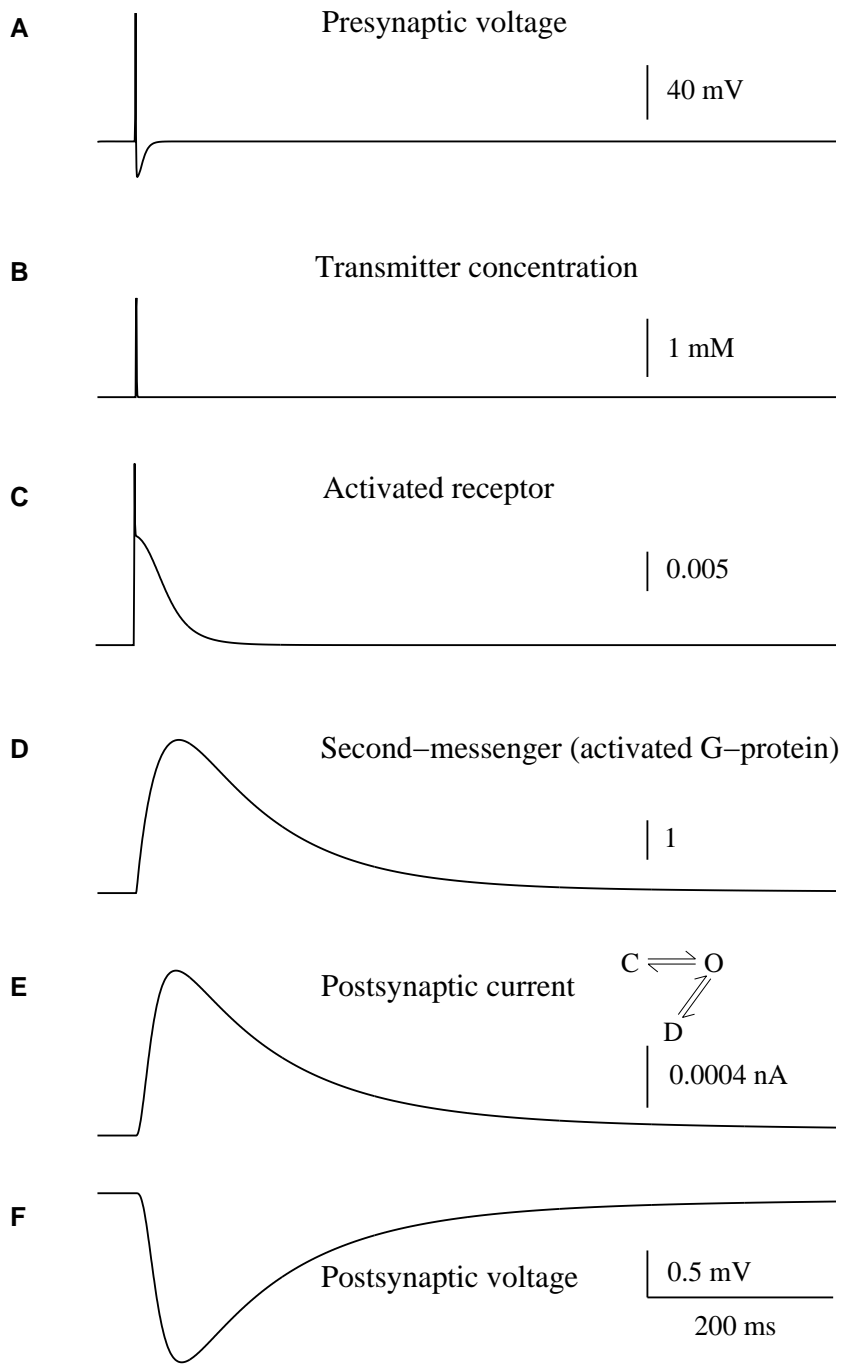 A
Presynaptic voltage
40 mV
B
Transmitter concentration
1 mM
C
Activated receptor
0.005
D
Second−messenger (activated G−protein)
1
E
Postsynaptic current
C
O
D
0.0004 nA
F
Postsynaptic voltage
0.5 mV
200 ms